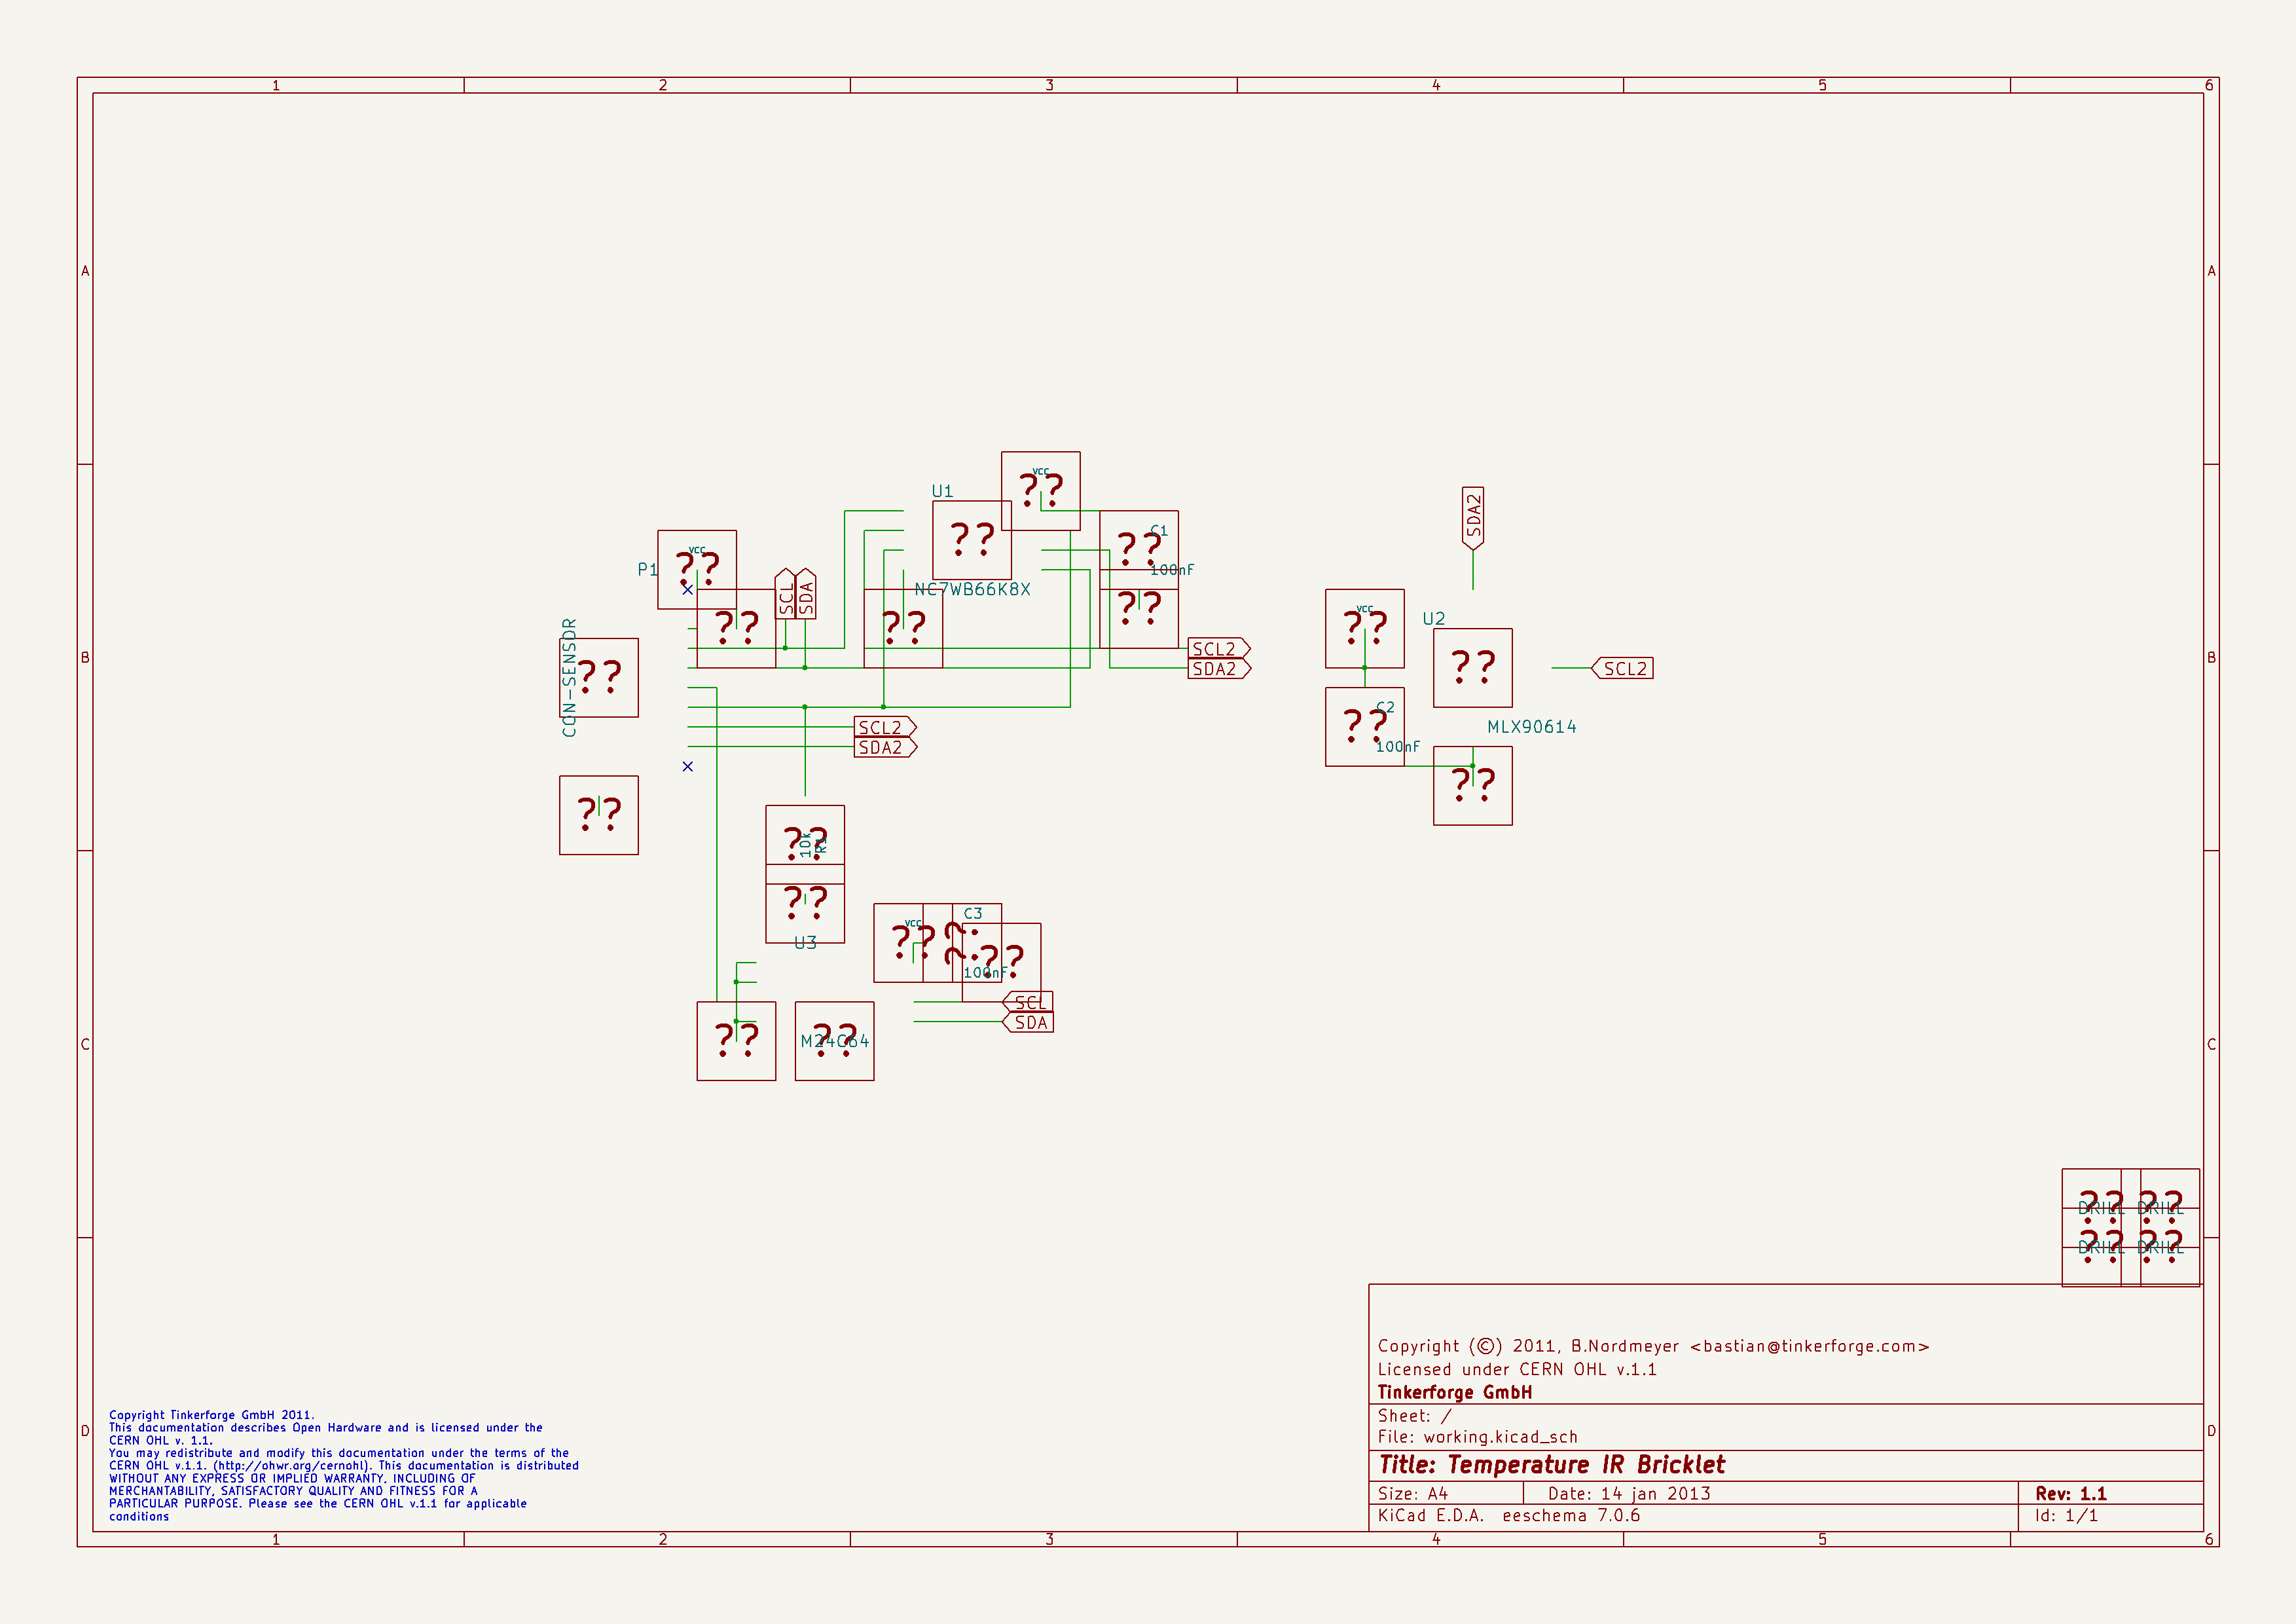 1 2 3 4 5 6
A A
VCC
??
U1
SDA2
??
C1
VCC
??
P1
??
100nF
SCL
SDA
NC7WB66K8X
??
VCC
??
U2
??
??
CON-SENSOR
??
SCL2
SDA2
??
SCL2
B B
SCL2
SDA2
C2
??
100nF
MLX90614
??
??
??
10k
??
U3
VCC
??
C3
??
??
100nF
SCL
SDA
??
??
M24C64
C C
?? ??
DRILL DRILL
?? ??
DRILL DRILL
Copyright (©) 2011, B.Nordmeyer <bastian@tinkerforge.com>
Licensed under CERN OHL v.1.1
Tinkerforge GmbH
Sheet: /
File: working.kicad_sch
Title: Temperature IR Bricklet
Size: A4 Date: 14 jan 2013 Rev: 1.1
KiCad E.D.A. eeschema 7.0.6 Id: 1/1
Copyright Tinkerforge GmbH 2011.
This documentation describes Open Hardware and is licensed under the
CERN OHL v. 1.1.
You may redistribute and modify this documentation under the terms of the
CERN OHL v.1.1. (http://ohwr.org/cernohl). This documentation is distributed
WITHOUT ANY EXPRESS OR IMPLIED WARRANTY, INCLUDING OF
MERCHANTABILITY, SATISFACTORY QUALITY AND FITNESS FOR A
PARTICULAR PURPOSE. Please see the CERN OHL v.1.1 for applicable
conditions
D D
1 2 3 4 5 6